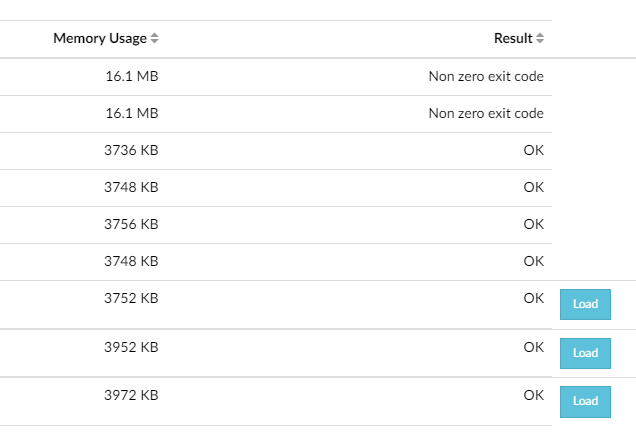 Memory Usage Result
16.1 MB Non zero exit code
16.1 MB Non zero exit code
3736 KB OK
3748 KB OK
3756 KB OK
3748 KB OK
3752 KB OK Load
3952 KB OK Load
3972 KB OK Load